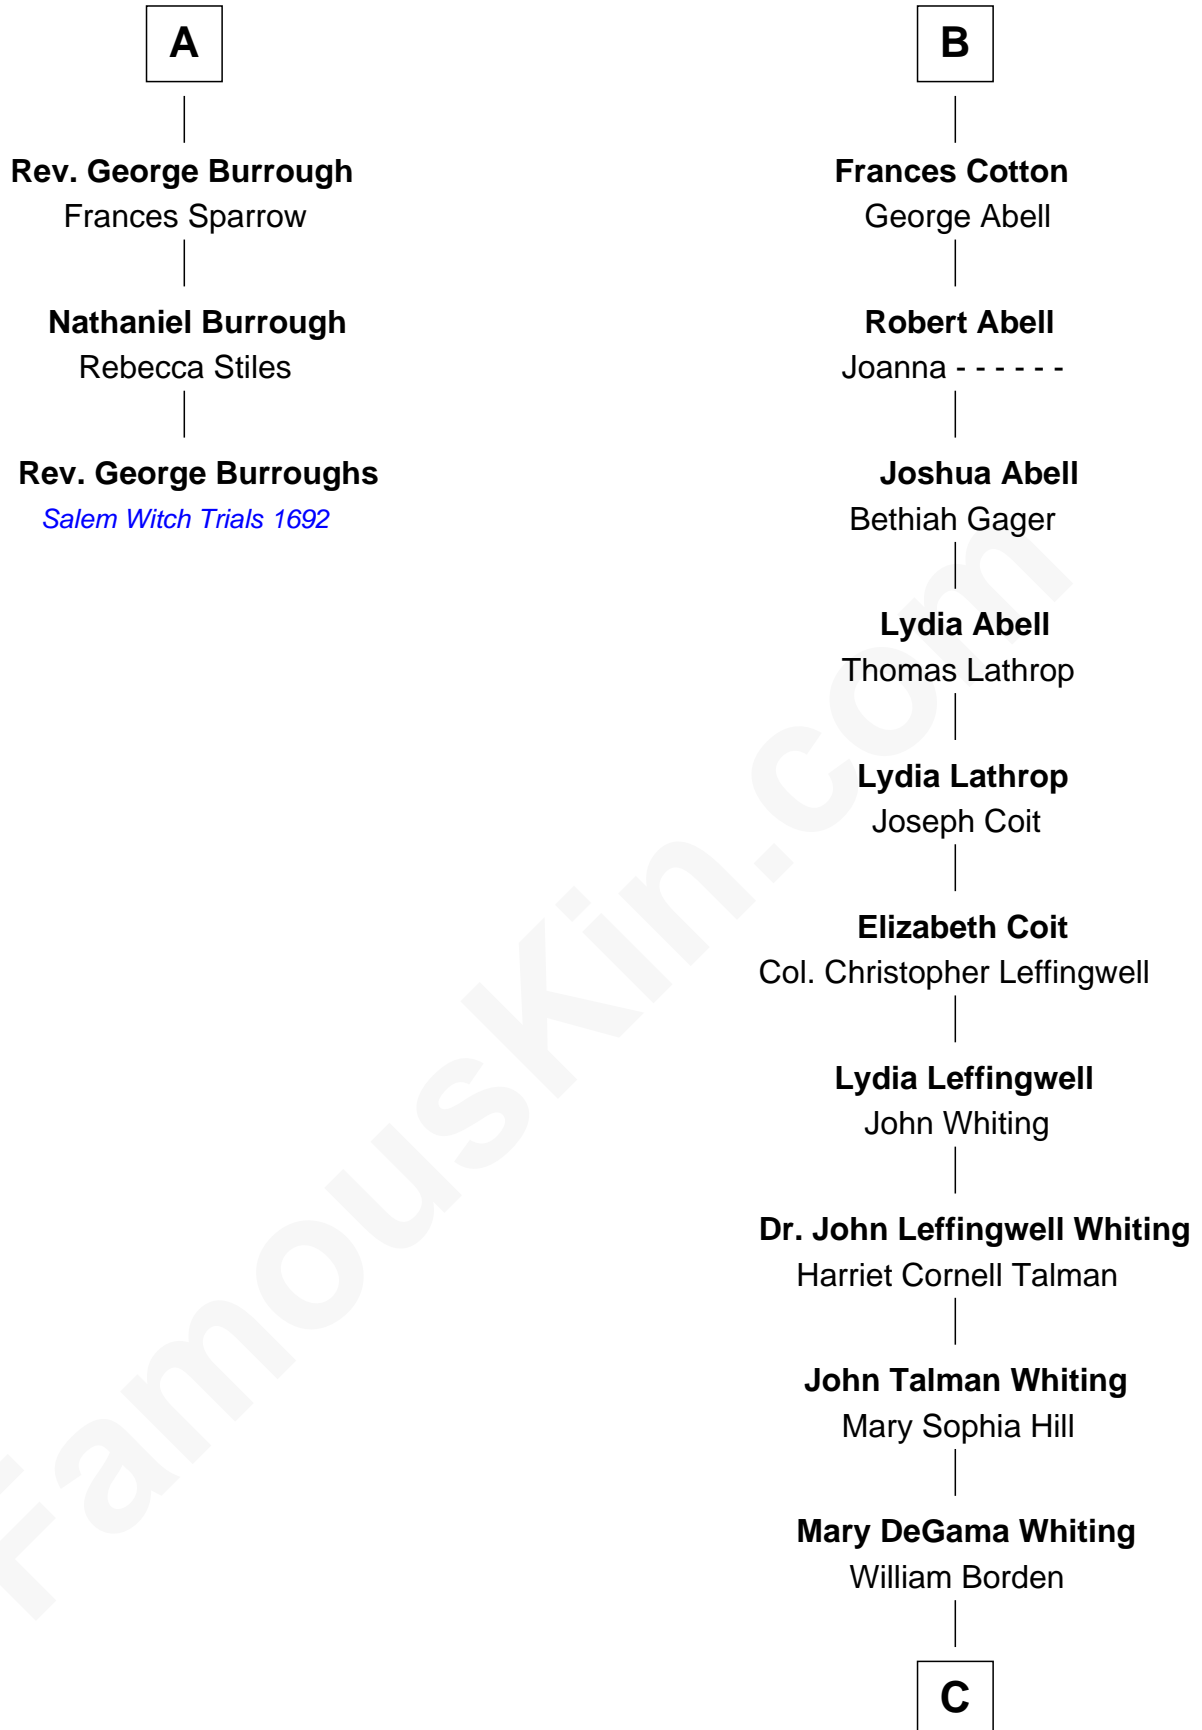 A
Rev. George Burrough
Frances Sparrow
Nathaniel Burrough
Rebecca Stiles
Rev. George Burroughs
Salem Witch Trials 1692
B
Frances Cotton
George Abell
Robert Abell
Joanna - - - - - -
Joshua Abell
Bethiah Gager
Lydia Abell
Thomas Lathrop
Lydia Lathrop
Joseph Coit
Elizabeth Coit
Col. Christopher Leffingwell
Lydia Leffingwell
John Whiting
Dr. John Leffingwell Whiting
Harriet Cornell Talman
John Talman Whiting
Mary Sophia Hill
Mary DeGama Whiting
William Borden
C
FamousKin.com